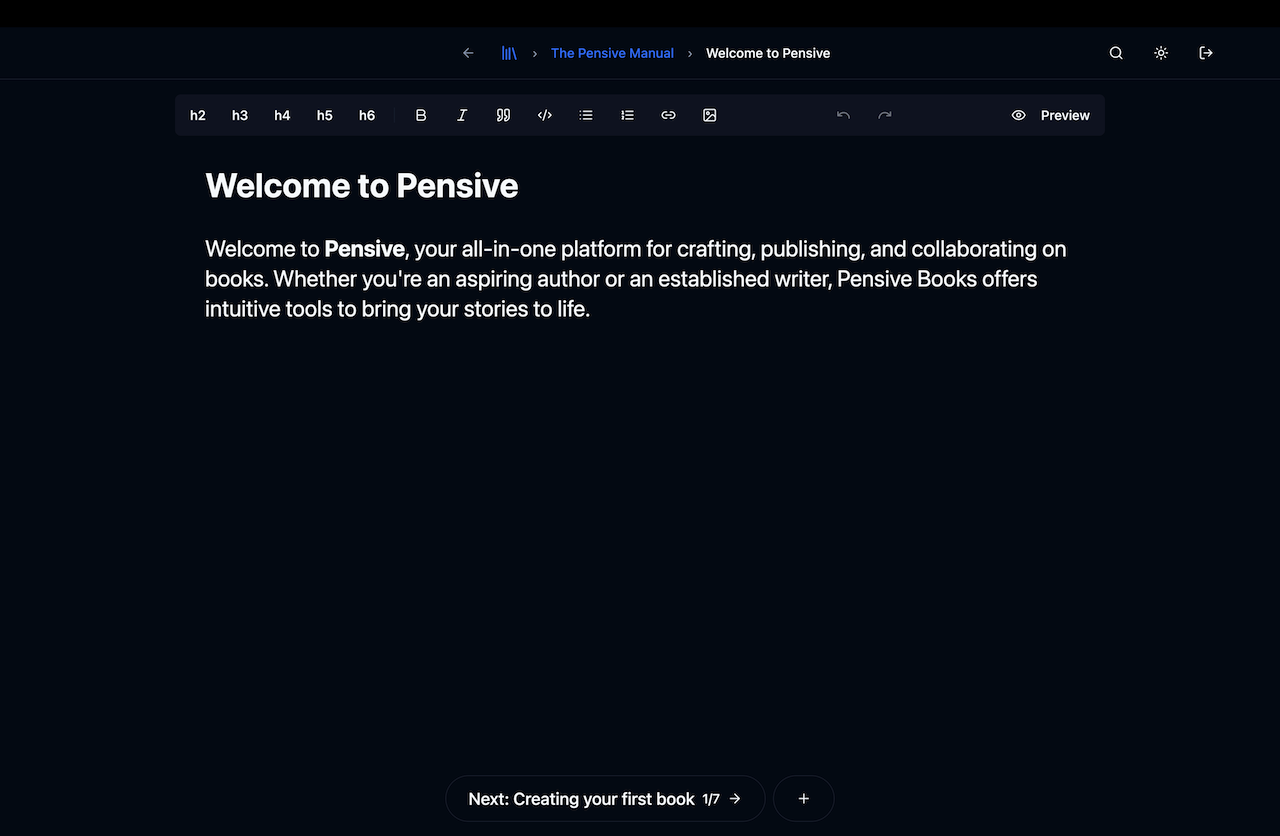 The Pensive Manual › Welcome to Pensive
h2 h3 h4 h5 h6 B I Preview
Welcome to Pensive
Welcome to Pensive, your all-in-one platform for crafting, publishing, and collaborating on
books. Whether you're an aspiring author or an established writer, Pensive Books offers
intuitive tools to bring your stories to life.
Next: Creating your first book 1/7 →